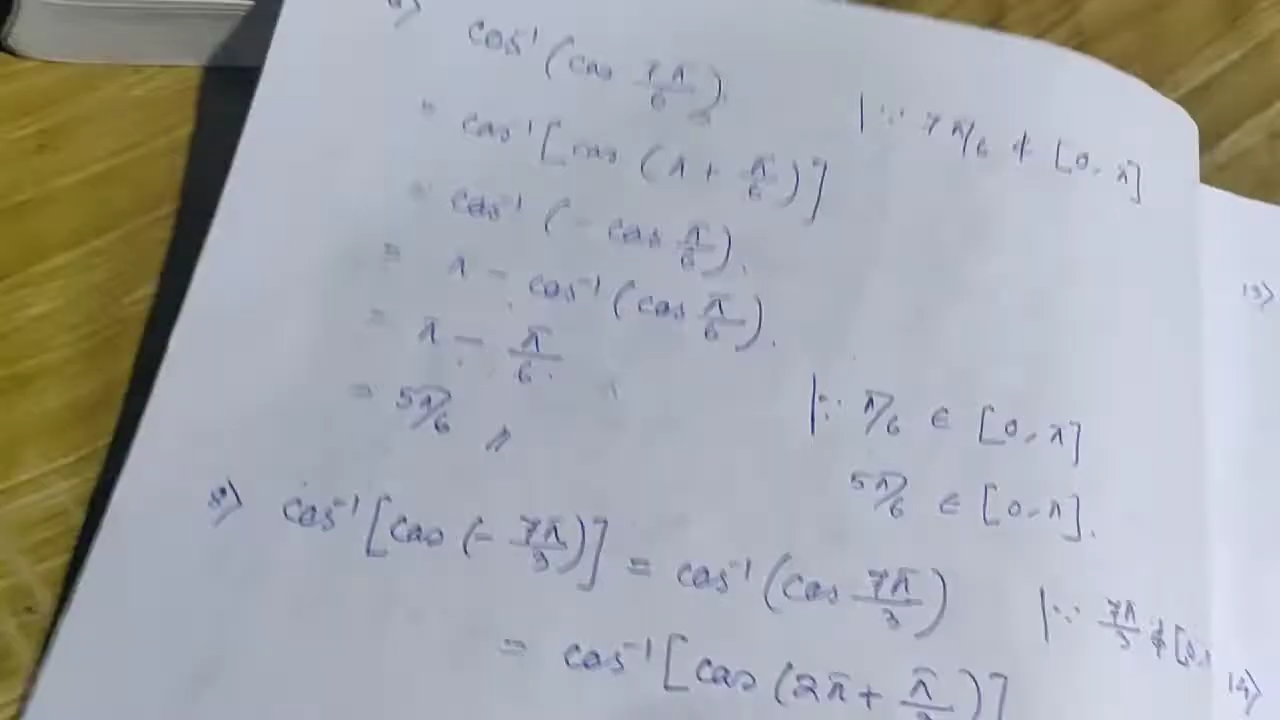 cos⁻¹ (cos 7π/6) | ∵ 7π/6 ∉ [0, π]
= cos⁻¹ [cos (π + π/6)]
= cos⁻¹ (- cos π/6).
= π - cos⁻¹ (cos π/6).
= π - π/6
= 5π/6 // | ∵ π/6 ∈ [0, π]
5π/6 ∈ [0, π].
8) cos⁻¹ [cos (- 7π/3)] = cos⁻¹ (cos 7π/3) | ∵ 7π/3 ∉ [0,
= cos⁻¹ [cos (2π + π/3)]
13)
14)